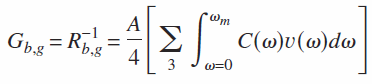 G_{b,g} = R_{b,g}^{-1} = \frac{A}{4} \left[ \sum_{3} \int_{\omega=0}^{\omega_m} C(\omega)v(\omega)d\omega \right.